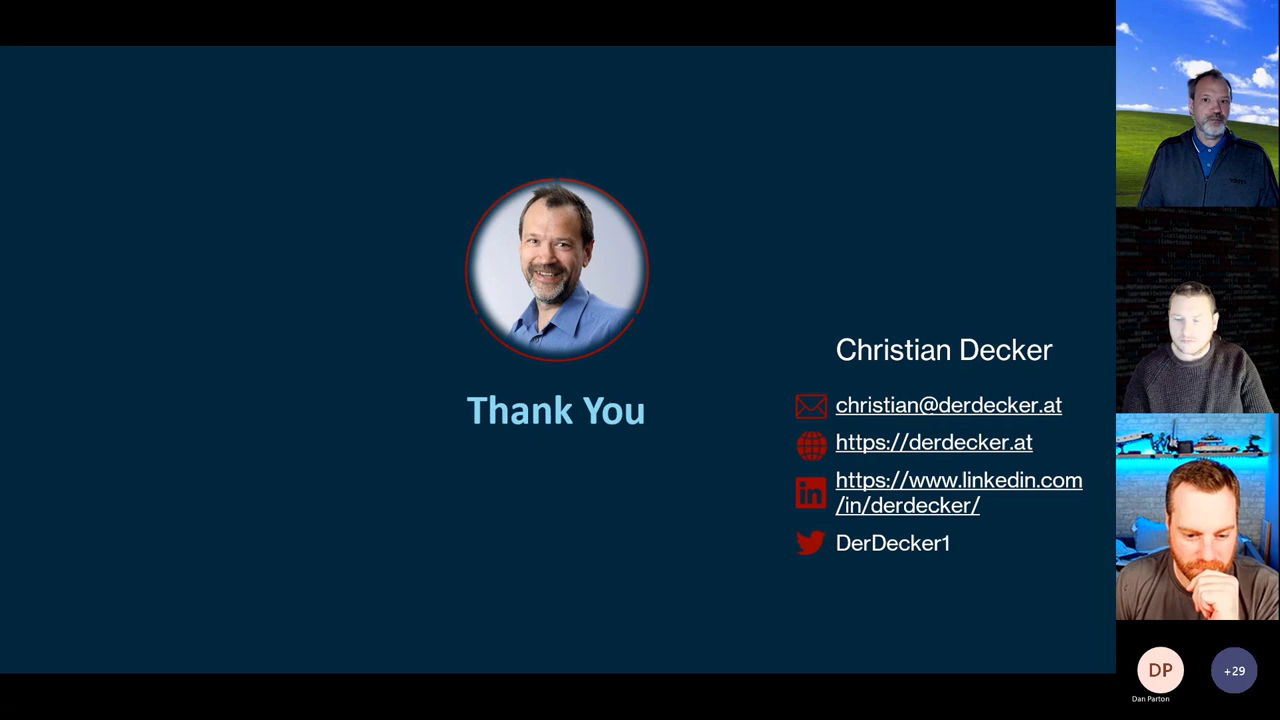 Thank You
Christian Decker
christian@derdecker.at
https://derdecker.at
https://www.linkedin.com
/in/derdecker/
DerDecker1
DP
Dan Parton
+29